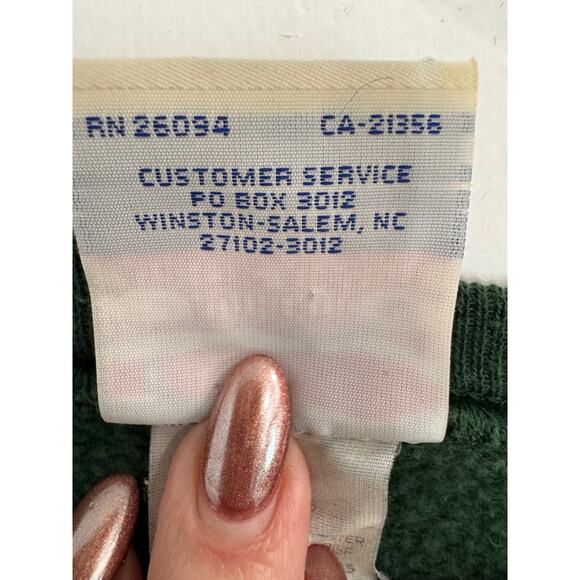 RN 26094 CA-21356
CUSTOMER SERVICE
PO BOX 3012
WINSTON-SALEM, NC
27102-3012